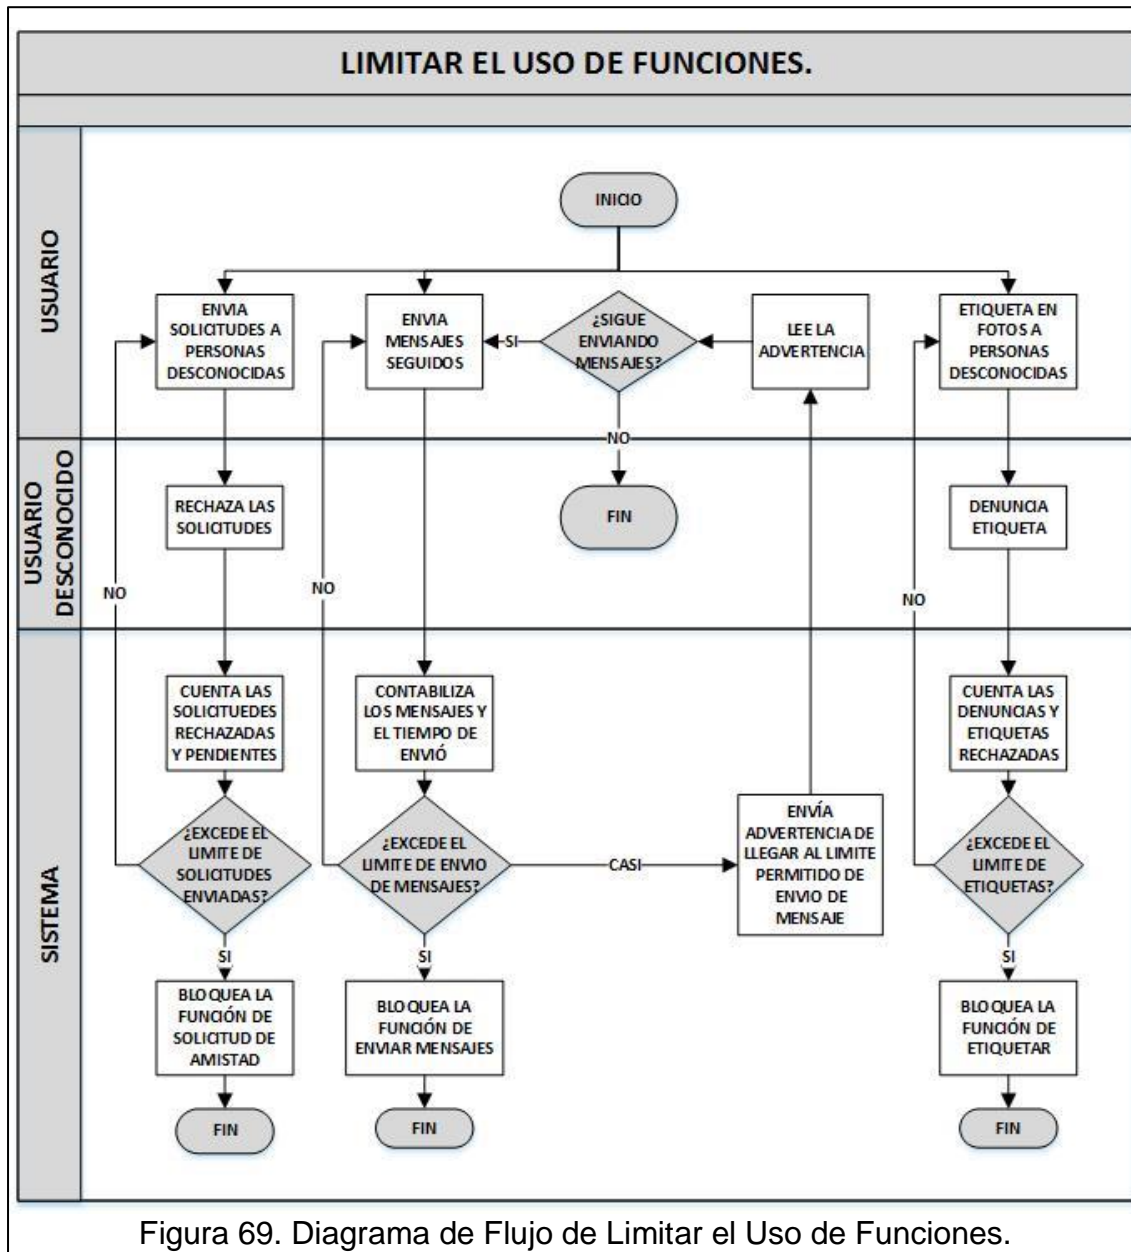 LIMITAR EL USO DE FUNCIONES.
USUARIO
INICIO
ENVIA
SOLICITUDES A
PERSONAS
DESCONOCIDAS
ENVIA
MENSAJES
SEGUIDOS
SI
¿SIGUE
ENVIANDO
MENSAJES?
LEE LA
ADVERTENCIA
ETIQUETA EN
FOTOS A
PERSONAS
DESCONOCIDAS
NO
USUARIO
DESCONOCIDO
RECHAZA LAS
SOLICITUDES
FIN
DENUNCIA
ETIQUETA
NO
NO
NO
SISTEMA
CUENTA LAS
SOLICITUEDES
RECHAZADAS
Y PENDIENTES
CONTABILIZA
LOS MENSAJES Y
EL TIEMPO DE
ENVIÓ
CUENTA LAS
DENUNCIAS Y
ETIQUETAS
RECHAZADAS
¿EXCEDE EL
LIMITE DE
SOLICITUDES
ENVIADAS?
¿EXCEDE EL
LIMITE DE ENVIO
DE MENSAJES?
CASI
ENVÍA
ADVERTENCIA DE
LLEGAR AL LIMITE
PERMITIDO DE
ENVIO DE
MENSAJE
¿EXCEDE EL
LIMITE DE
ETIQUETAS?
SI
SI
SI
BLOQUEA LA
FUNCIÓN DE
SOLICITUD DE
AMISTAD
BLOQUEA LA
FUNCIÓN DE
ENVIAR MENSAJES
BLOQUEA LA
FUNCIÓN DE
ETIQUETAR
FIN
FIN
FIN
Figura 69. Diagrama de Flujo de Limitar el Uso de Funciones.